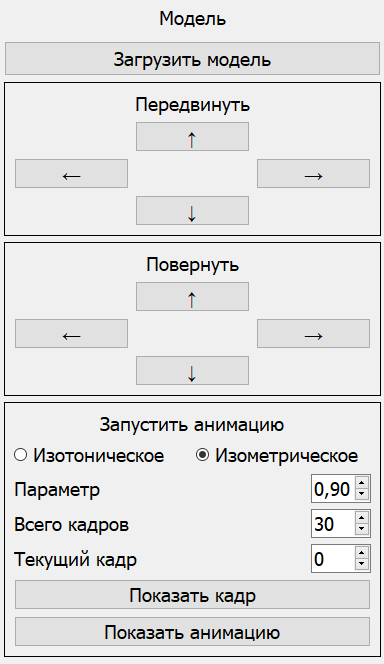 Модель
Загрузить модель
Передвинуть
↑
← →
↓
Повернуть
↑
← →
↓
Запустить анимацию
Изотоническое Изометрическое
Параметр 0,90
Всего кадров 30
Текущий кадр 0
Показать кадр
Показать анимацию